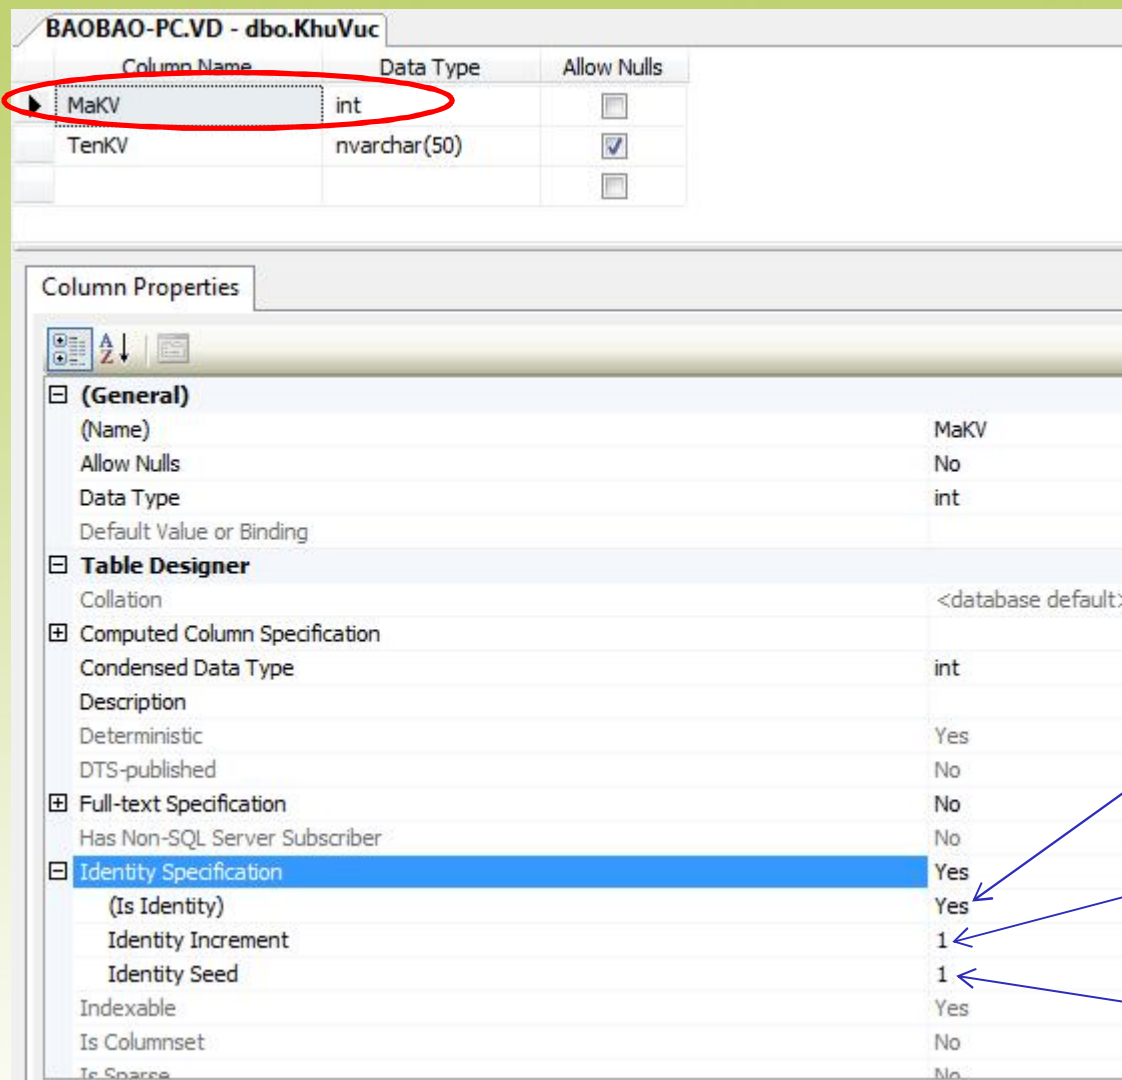 BAOBAO-PC.VD - dbo.KhuVuc
Column Name Data Type Allow Nulls
MaKV int
TenKV nvarchar(50)
Column Properties
(General)
(Name) MaKV
Allow Nulls No
Data Type int
Default Value or Binding
Table Designer
Collation <database default>
Computed Column Specification
Condensed Data Type int
Description
Deterministic Yes
DTS-published No
Full-text Specification No
Has Non-SQL Server Subscriber No
Identity Specification Yes
(Is Identity) Yes
Identity Increment 1
Identity Seed 1
Indexable Yes
Is Columnset No
Is Sparse No